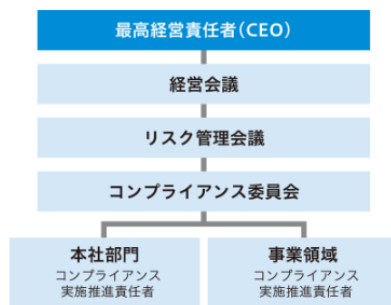 最高経営責任者（CEO）
経営会議
リスク管理会議
コンプライアンス委員会
本社部門
コンプライアンス
実施推進責任者
事業領域
コンプライアンス
実施推進責任者